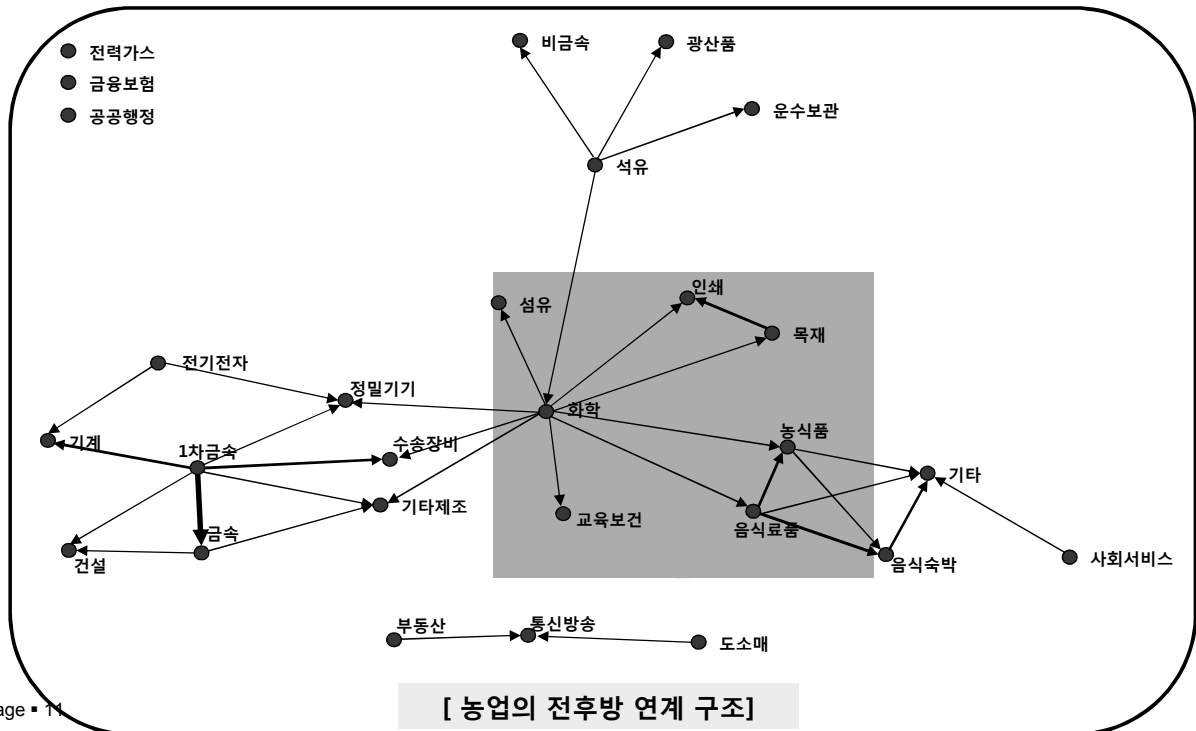 전력가스
금융보험
공공행정
비금속
광산품
운수보관
석유
섬유
인쇄
목재
전기전자
정밀기기
화학
기계
1차금속
수송장비
농식품
기타
기타제조
교육보건
음식료품
금속
건설
음식숙박
사회서비스
부동산
통신방송
도소매
[ 농업의 전후방 연계 구조]
age ▪ 11